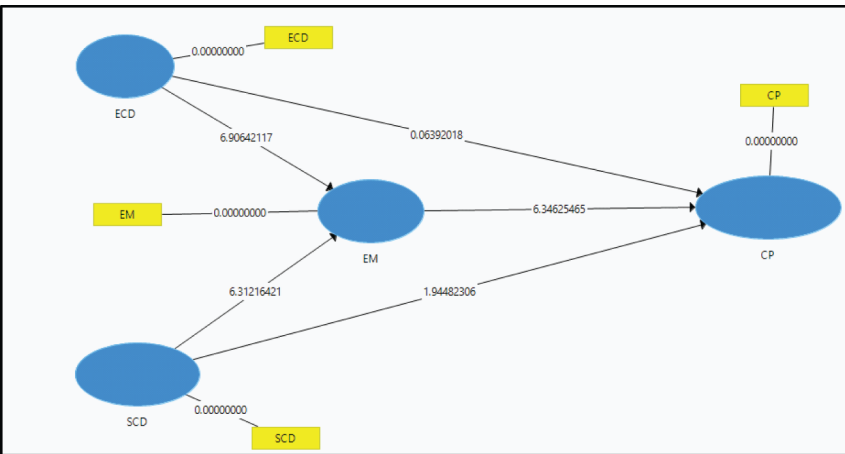 ECD
0.00000000
ECD
CP
6.90642117
0.06392018
0.00000000
EM
0.00000000
6.34625465
EM
CP
6.31216421
1.94482306
0.00000000
SCD
SCD